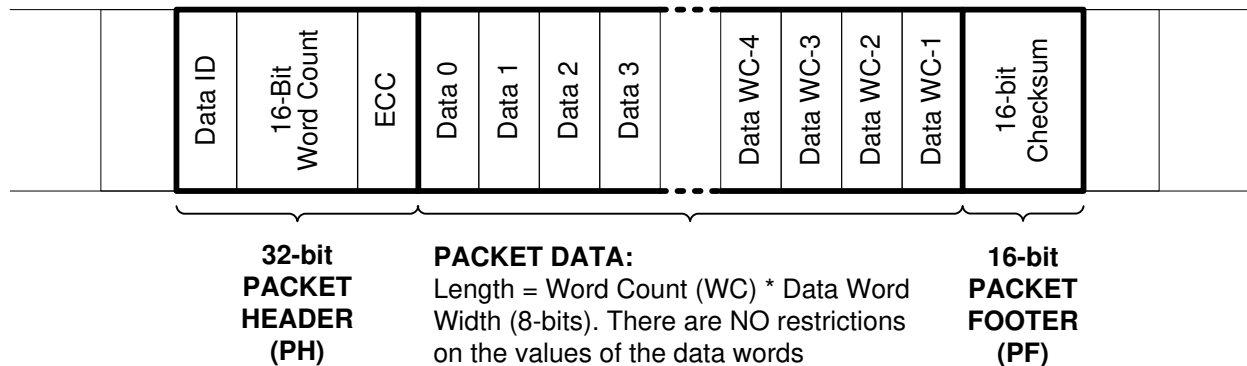 Data ID
16-Bit
Word Count
ECC
Data 0
Data 1
Data 2
Data 3
Data WC-4
Data WC-3
Data WC-2
Data WC-1
16-bit
Checksum
32-bit
PACKET
HEADER
(PH)
PACKET DATA:
Length = Word Count (WC) * Data Word
Width (8-bits). There are NO restrictions
on the values of the data words
16-bit
PACKET
FOOTER
(PF)